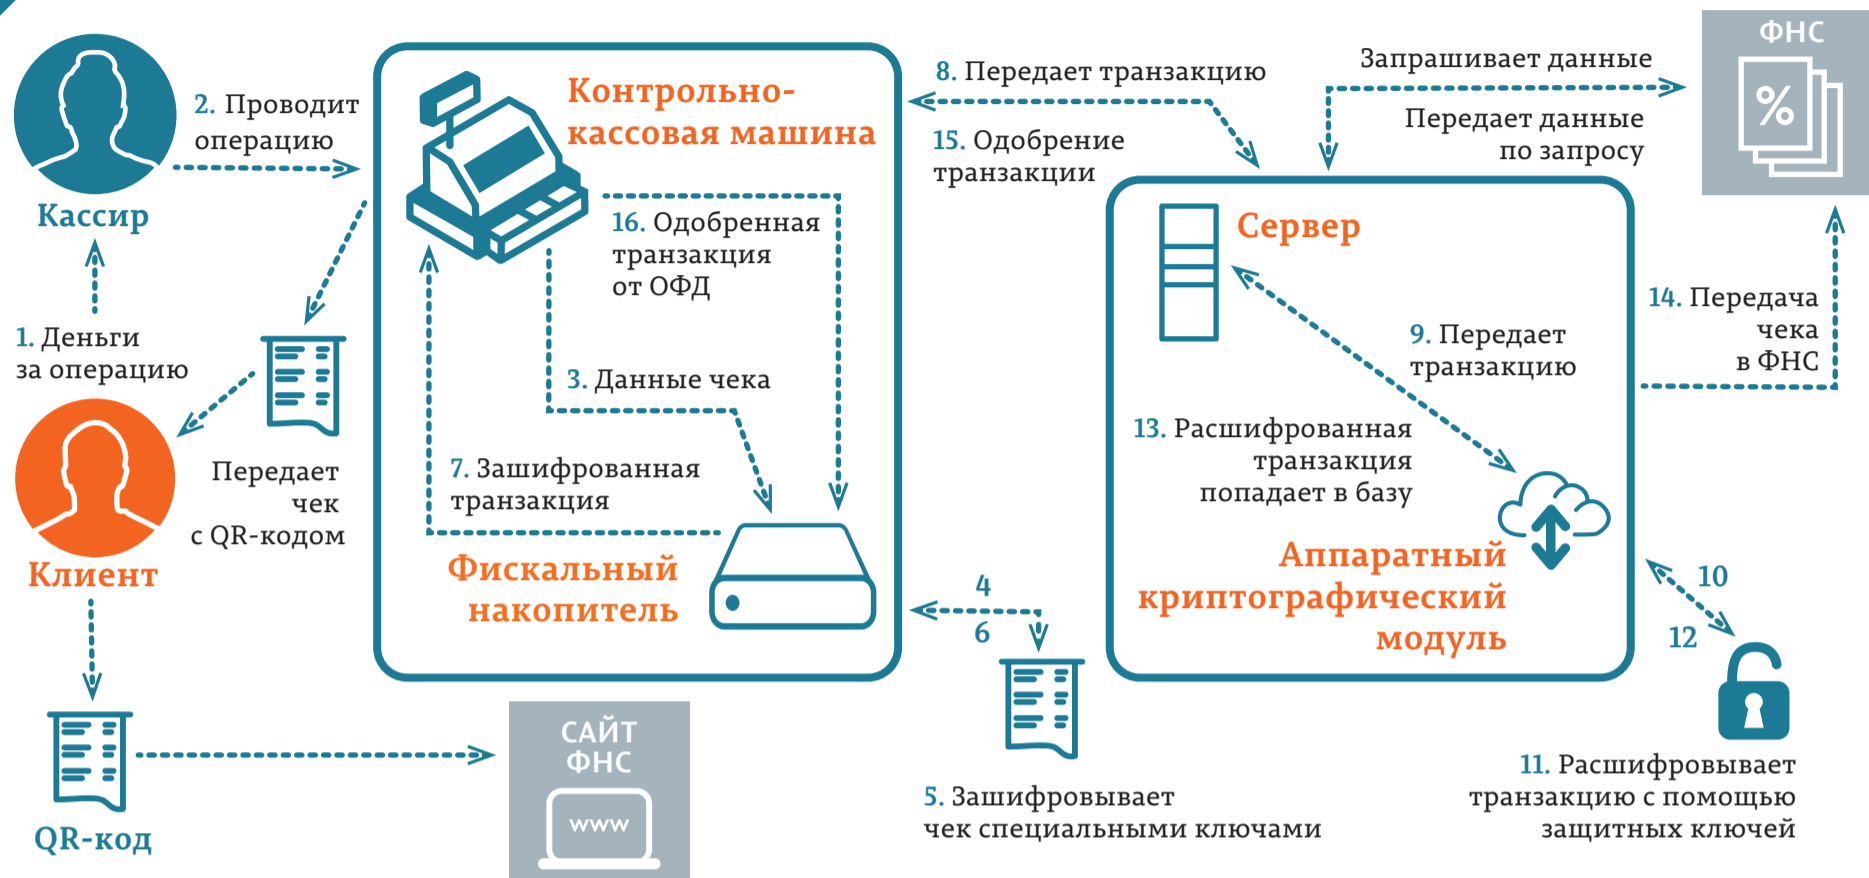 2. Проводит
операцию
Кассир
1. Деньги
за операцию
Клиент
Передает
чек
с QR-кодом
QR-код
САЙТ
ФНС
www
Контрольно-
кассовая машина
16. Одобренная
транзакция
от ОФД
3. Данные чека
7. Зашифрованная
транзакция
Фискальный
накопитель
8. Передает транзакцию
15. Одобрение
транзакции
4
6
5. Зашифровывает
чек специальными ключами
Запрашивает данные
Передает данные
по запросу
ФНС
%
Сервер
9. Передает
транзакцию
13. Расшифрованная
транзакция
попадает в базу
Аппаратный
криптографический
модуль
14. Передача
чека
в ФНС
10
12
11. Расшифровывает
транзакцию с помощью
защитных ключей